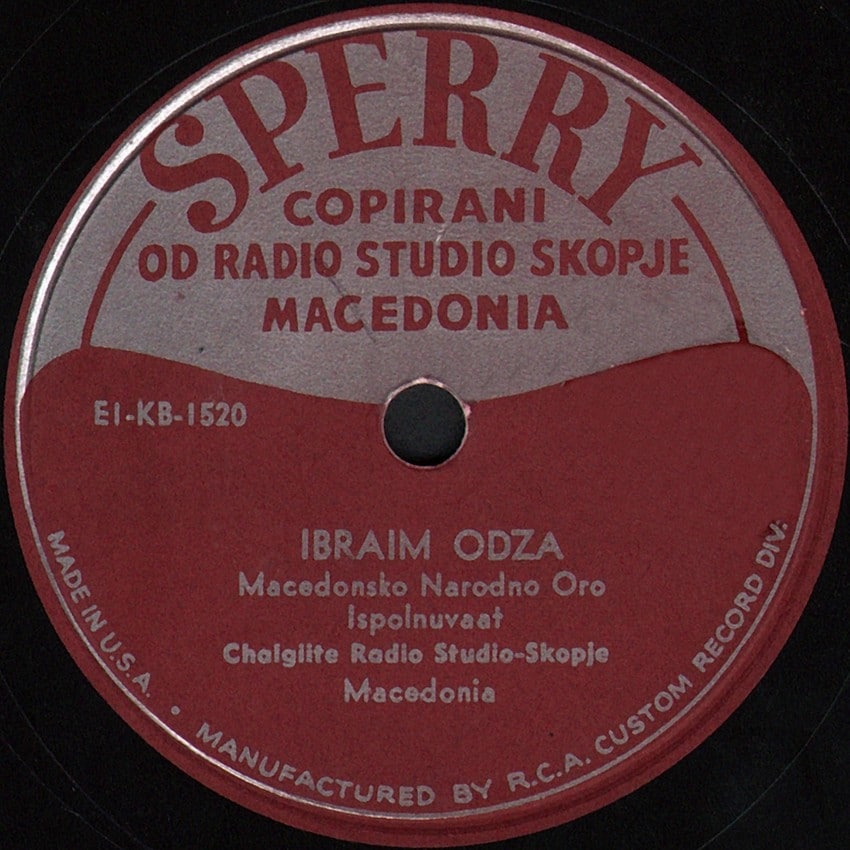 SPERRY
COPIRANI
OD RADIO STUDIO SKOPJE
MACEDONIA
E1-KB-1520
IBRAIM ODZA
Macedonsko Narodno Oro
Ispolnuvaat
Chalgiite Radio Studio-Skopje
Macedonia
MADE IN U.S.A. • MANUFACTURED BY R.C.A. CUSTOM RECORD DIV.